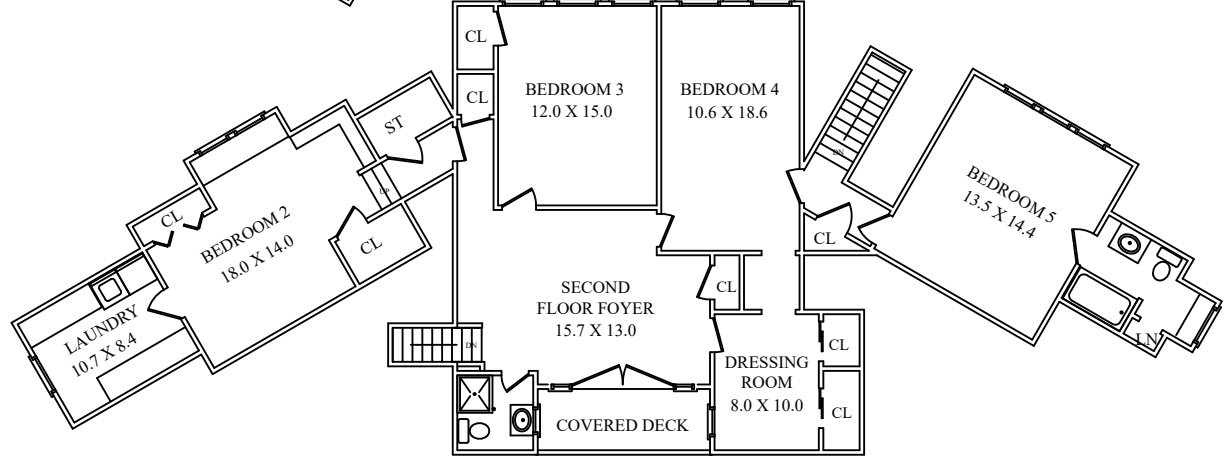 CL
CL
BEDROOM 3
12.0 X 15.0
BEDROOM 4
10.6 X 18.6
ST
UP
CL
BEDROOM 2
18.0 X 14.0
CL
LAUNDRY
10.7 X 8.4
DN
SECOND
FLOOR FOYER
15.7 X 13.0
CL
DN
CL
BEDROOM 5
13.5 X 14.4
LN
DRESSING
ROOM
8.0 X 10.0
CL
CL
COVERED DECK